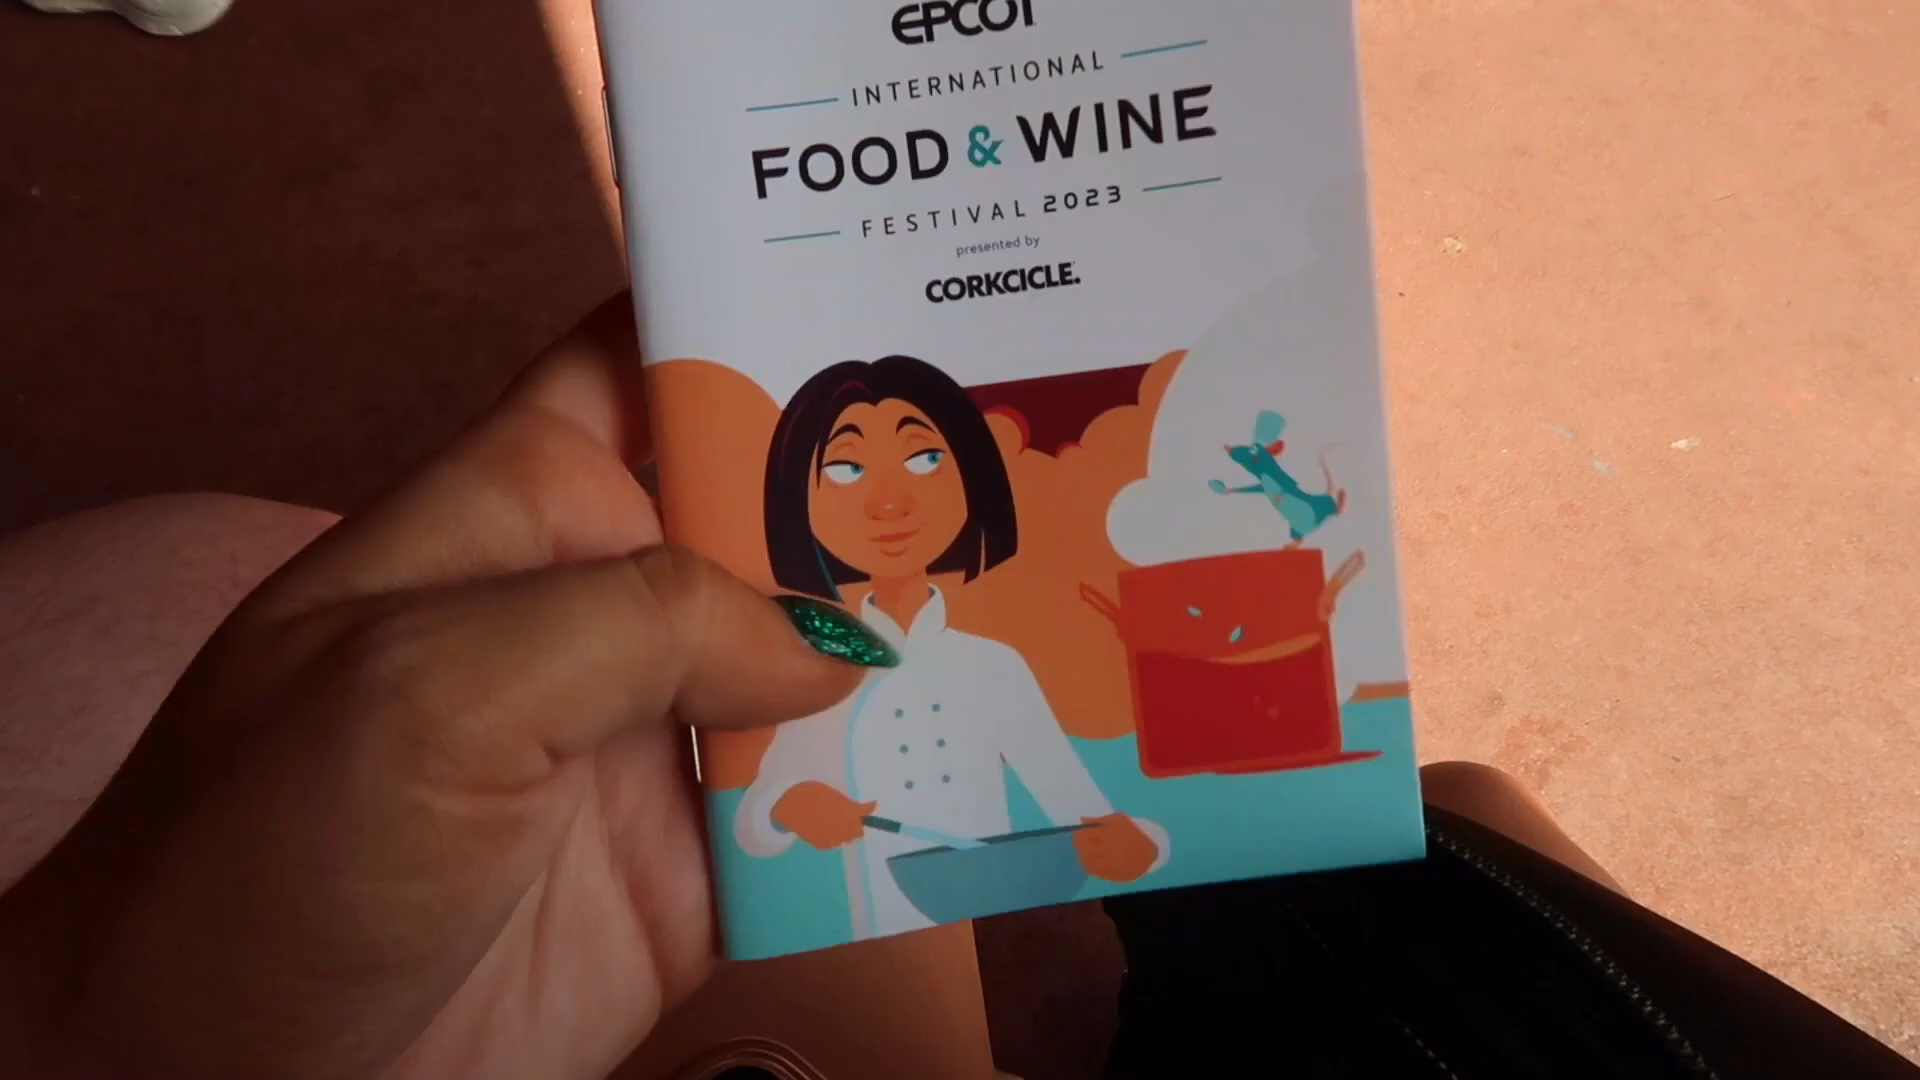 EPCOT
INTERNATIONAL
FOOD & WINE
FESTIVAL 2023
presented by
CORKCICLE.